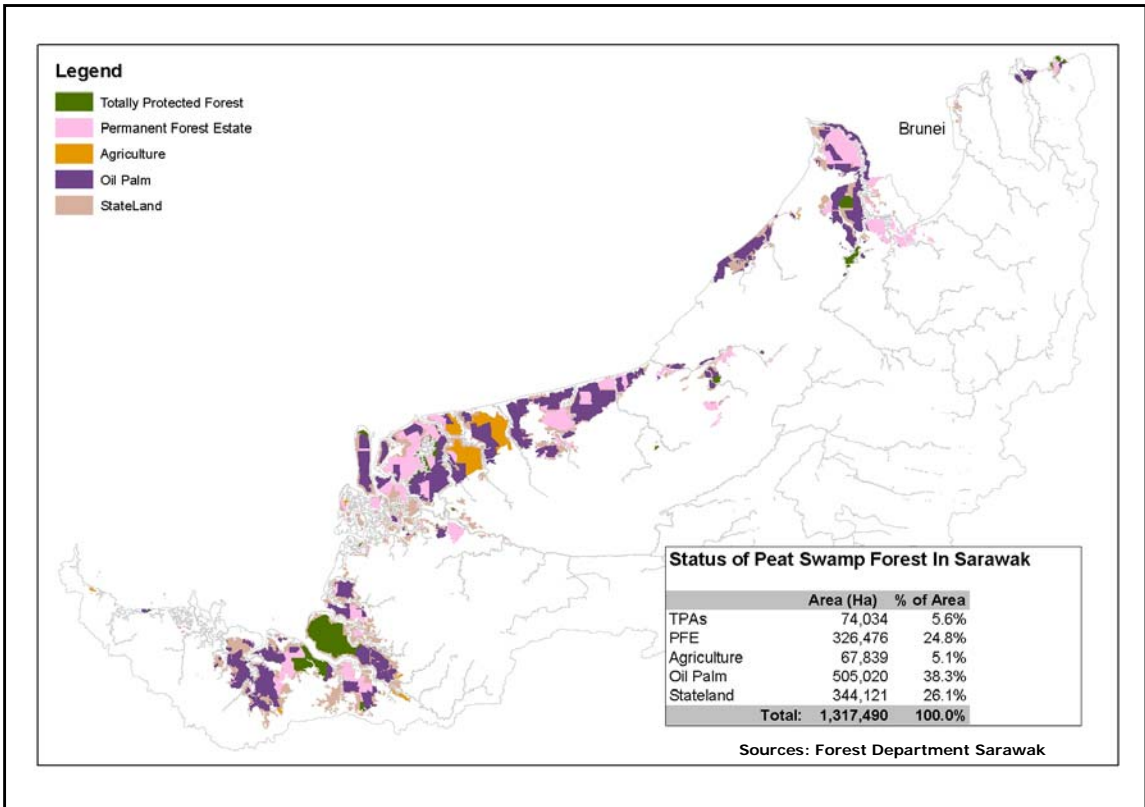 Legend
Totally Protected Forest
Permanent Forest Estate
Agriculture
Oil Palm
StateLand
Brunei
Status of Peat Swamp Forest In Sarawak
Area (Ha) % of Area
TPAs 74,034 5.6%
PFE 326,476 24.8%
Agriculture 67,839 5.1%
Oil Palm 505,020 38.3%
Stateland 344,121 26.1%
Total: 1,317,490 100.0%
Sources: Forest Department Sarawak